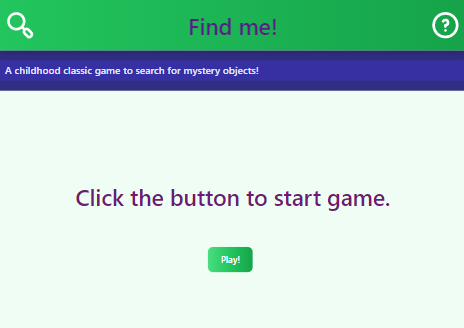 Find me!
A childhood classic game to search for mystery objects!
Click the button to start game.
Play!